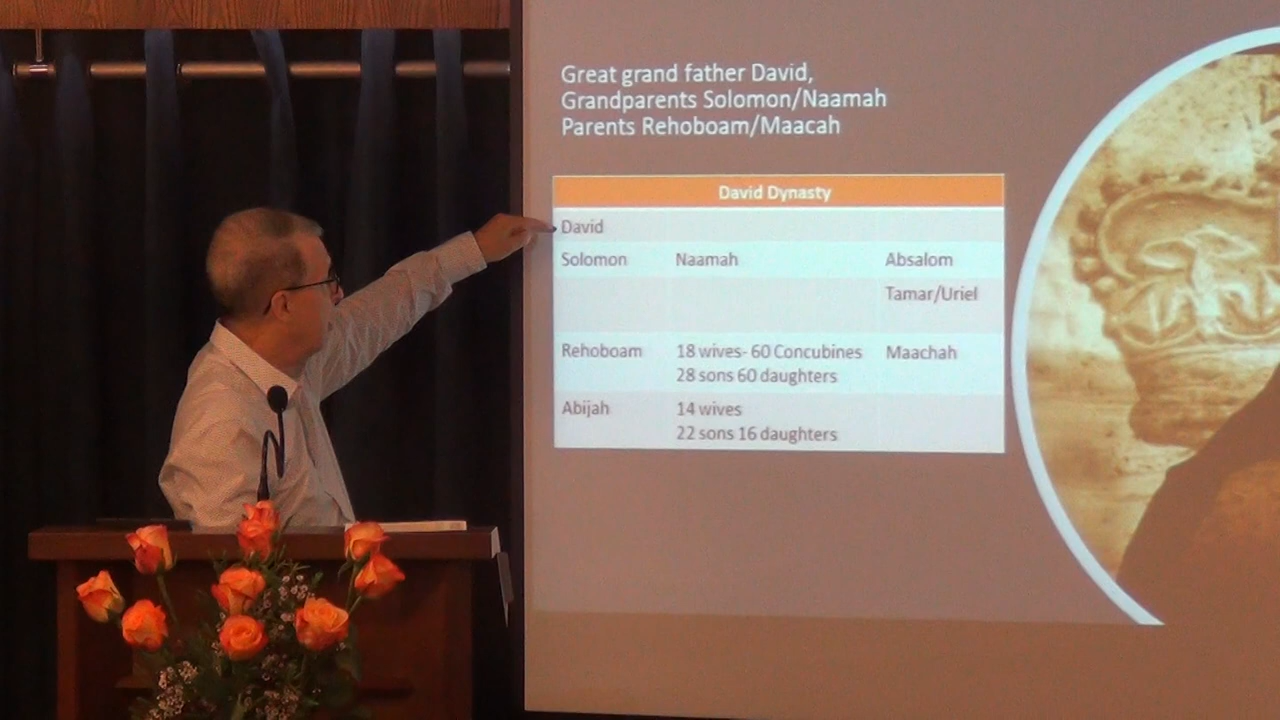 Great grand father David,
Grandparents Solomon/Naamah
Parents Rehoboam/Maacah
David Dynasty
David
Solomon Naamah Absalom
Tamar/Uriel
Rehoboam 18 wives- 60 Concubines Maachah
28 sons 60 daughters
Abijah 14 wives
22 sons 16 daughters